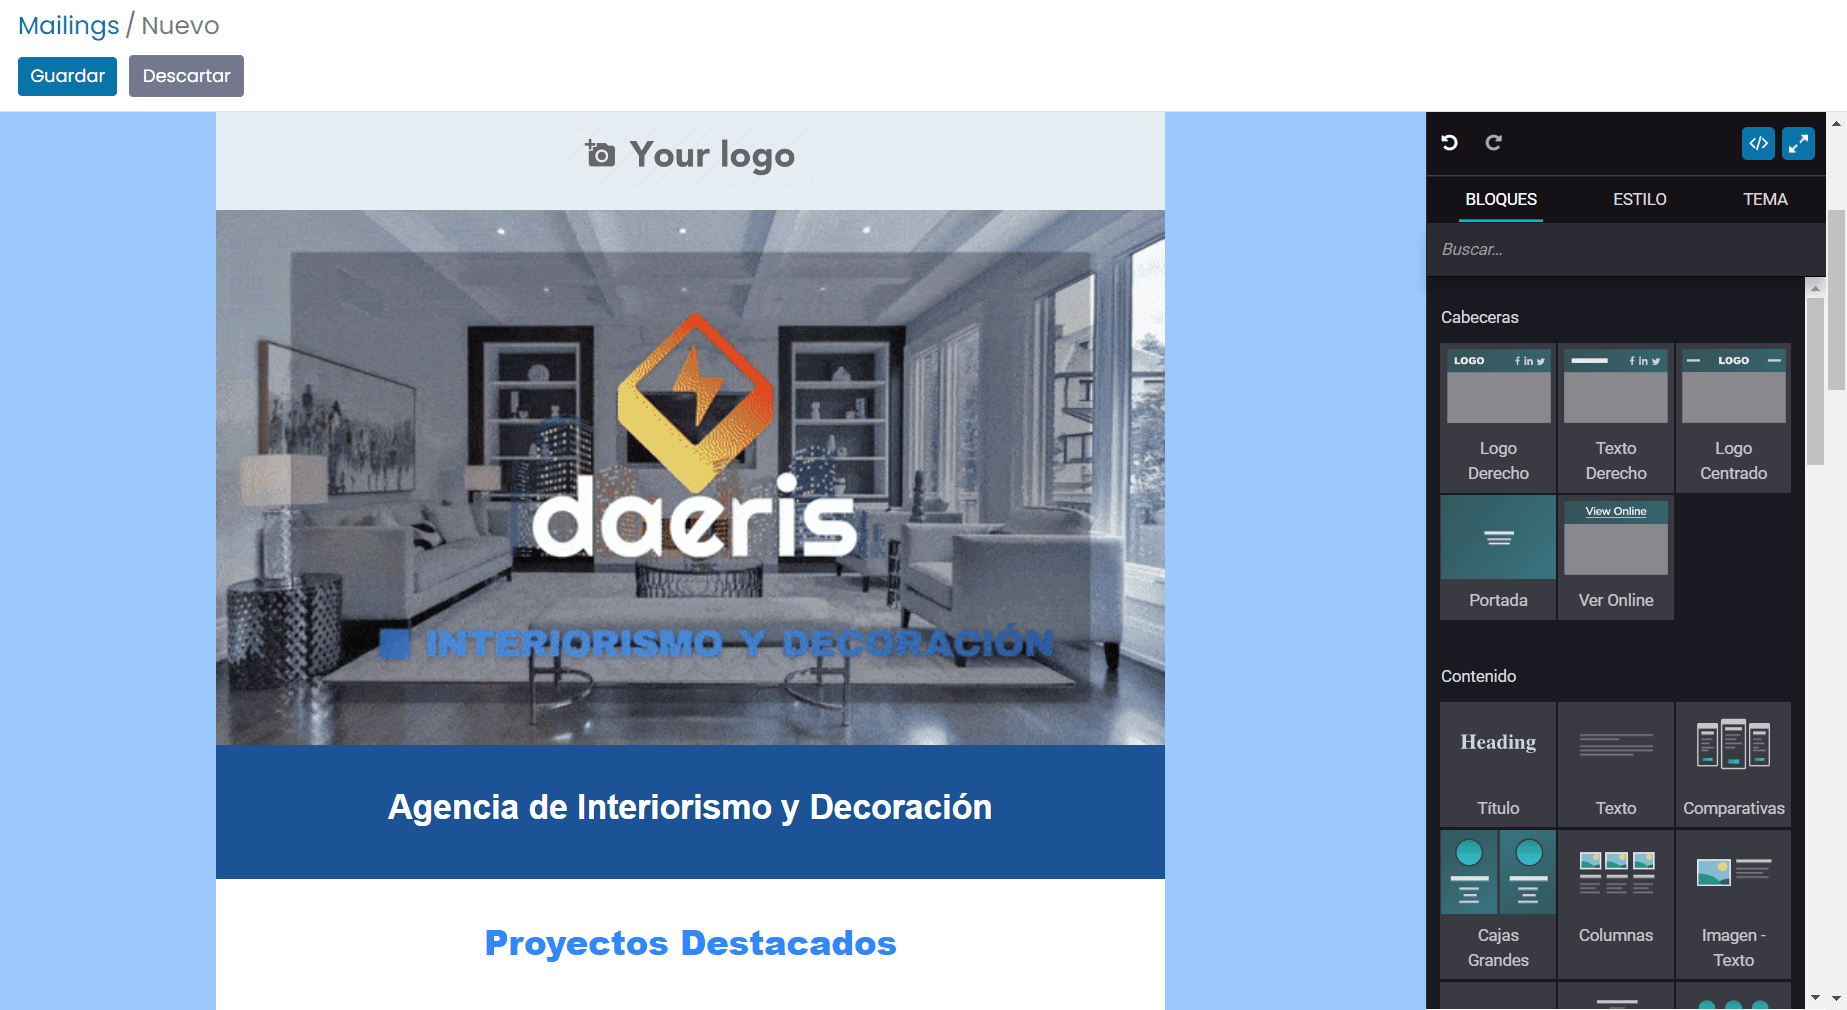 Mailings / Nuevo
Guardar
Descartar
Your logo
daeris
INTERIORISMO Y DECORACIÓN
Agencia de Interiorismo y Decoración
Proyectos Destacados
</>
BLOQUES
ESTILO
TEMA
Buscar...
Cabeceras
LOGO
LOGO
Logo
Derecho
Texto
Derecho
Logo
Centrado
View Online
Portada
Ver Online
Contenido
Heading
Título
Texto
Comparativas
Cajas
Grandes
Columnas
Imagen -
Texto